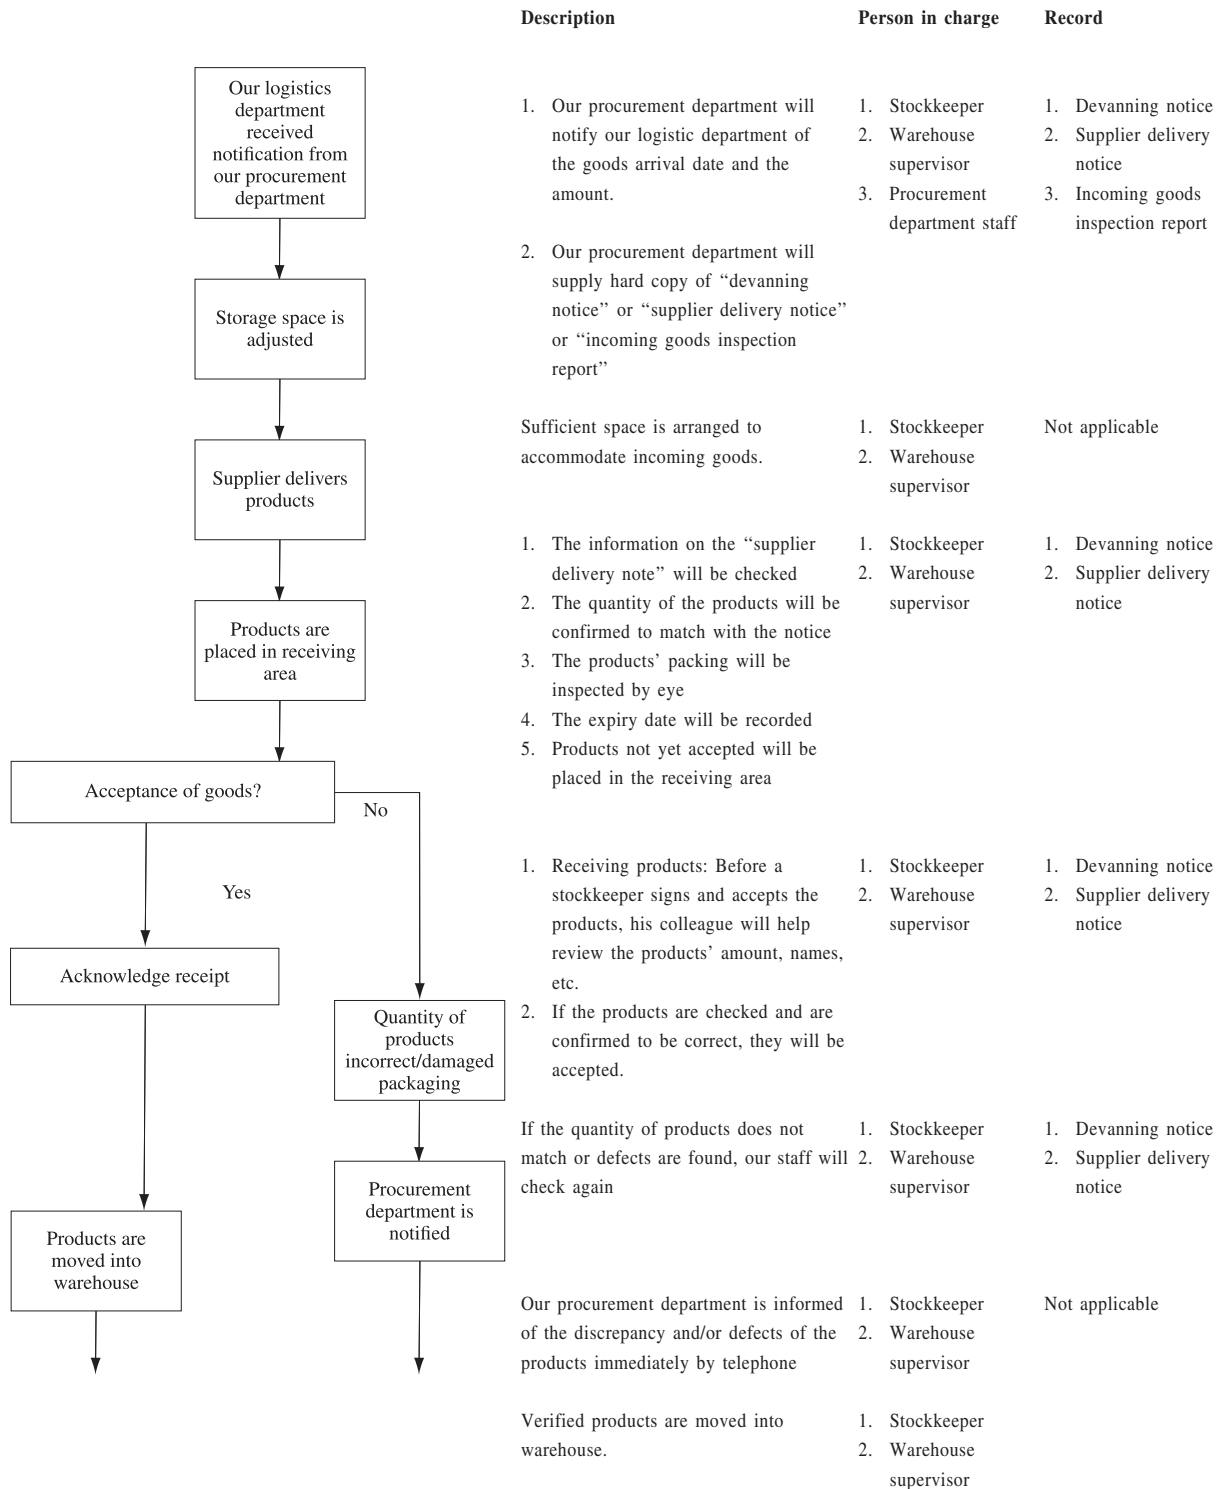 Description Person in charge Record
Our logistics
department
received
notification from
our procurement
department
1. Our procurement department will
notify our logistic department of
the goods arrival date and the
amount.
1. Stockkeeper
2. Warehouse
supervisor
3. Procurement
department staff
1. Devanning notice
2. Supplier delivery
notice
3. Incoming goods
inspection report
2. Our procurement department will
supply hard copy of “devanning
notice” or “supplier delivery notice”
or “incoming goods inspection
report”
Storage space is
adjusted
Sufficient space is arranged to
accommodate incoming goods.
1. Stockkeeper
2. Warehouse
supervisor
Not applicable
Supplier delivers
products
1. The information on the “supplier
delivery note” will be checked
2. The quantity of the products will be
confirmed to match with the notice
3. The products’ packing will be
inspected by eye
4. The expiry date will be recorded
5. Products not yet accepted will be
placed in the receiving area
1. Stockkeeper
2. Warehouse
supervisor
1. Devanning notice
2. Supplier delivery
notice
Products are
placed in receiving
area
Acceptance of goods?
No
Yes
1. Receiving products: Before a
stockkeeper signs and accepts the
products, his colleague will help
review the products’ amount, names,
etc.
2. If the products are checked and are
confirmed to be correct, they will be
accepted.
1. Stockkeeper
2. Warehouse
supervisor
1. Devanning notice
2. Supplier delivery
notice
Acknowledge receipt
Quantity of
products
incorrect/damaged
packaging
If the quantity of products does not
match or defects are found, our staff will
check again
1. Stockkeeper
2. Warehouse
supervisor
1. Devanning notice
2. Supplier delivery
notice
Procurement
department is
notified
Products are
moved into
warehouse
Our procurement department is informed
of the discrepancy and/or defects of the
products immediately by telephone
1. Stockkeeper
2. Warehouse
supervisor
Not applicable
Verified products are moved into
warehouse.
1. Stockkeeper
2. Warehouse
supervisor